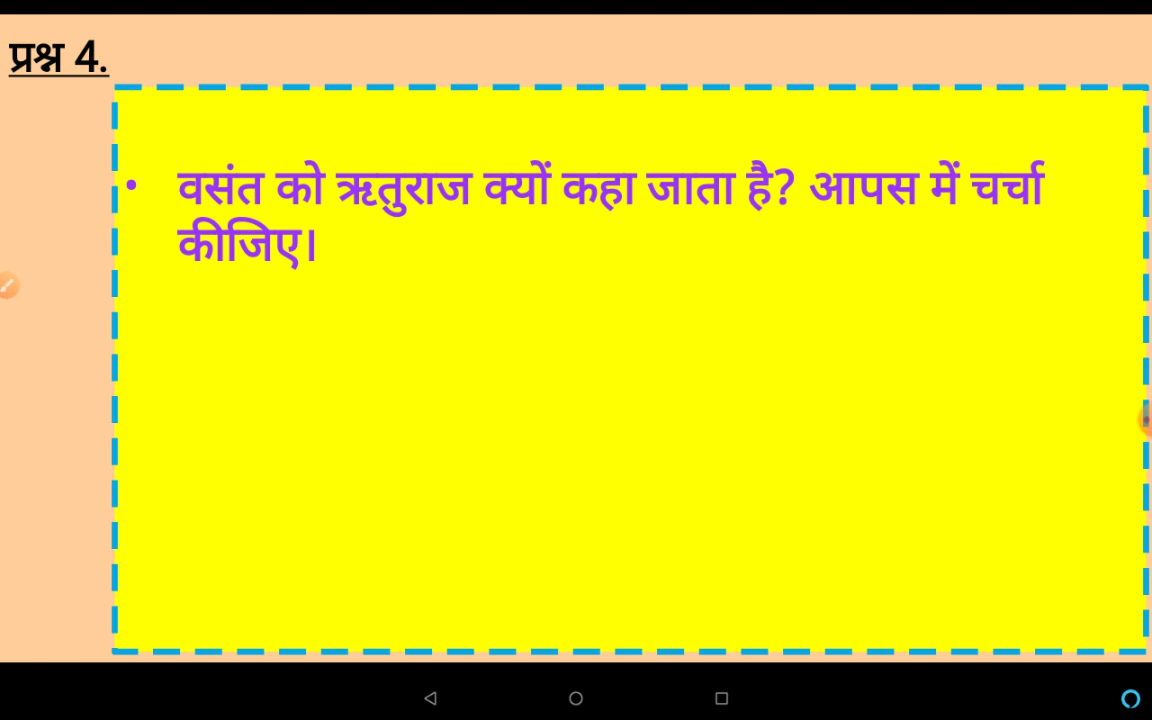 प्रश्न 4.
• वसंत को ऋतुराज क्यों कहा जाता है? आपस में चर्चा
कीजिए।